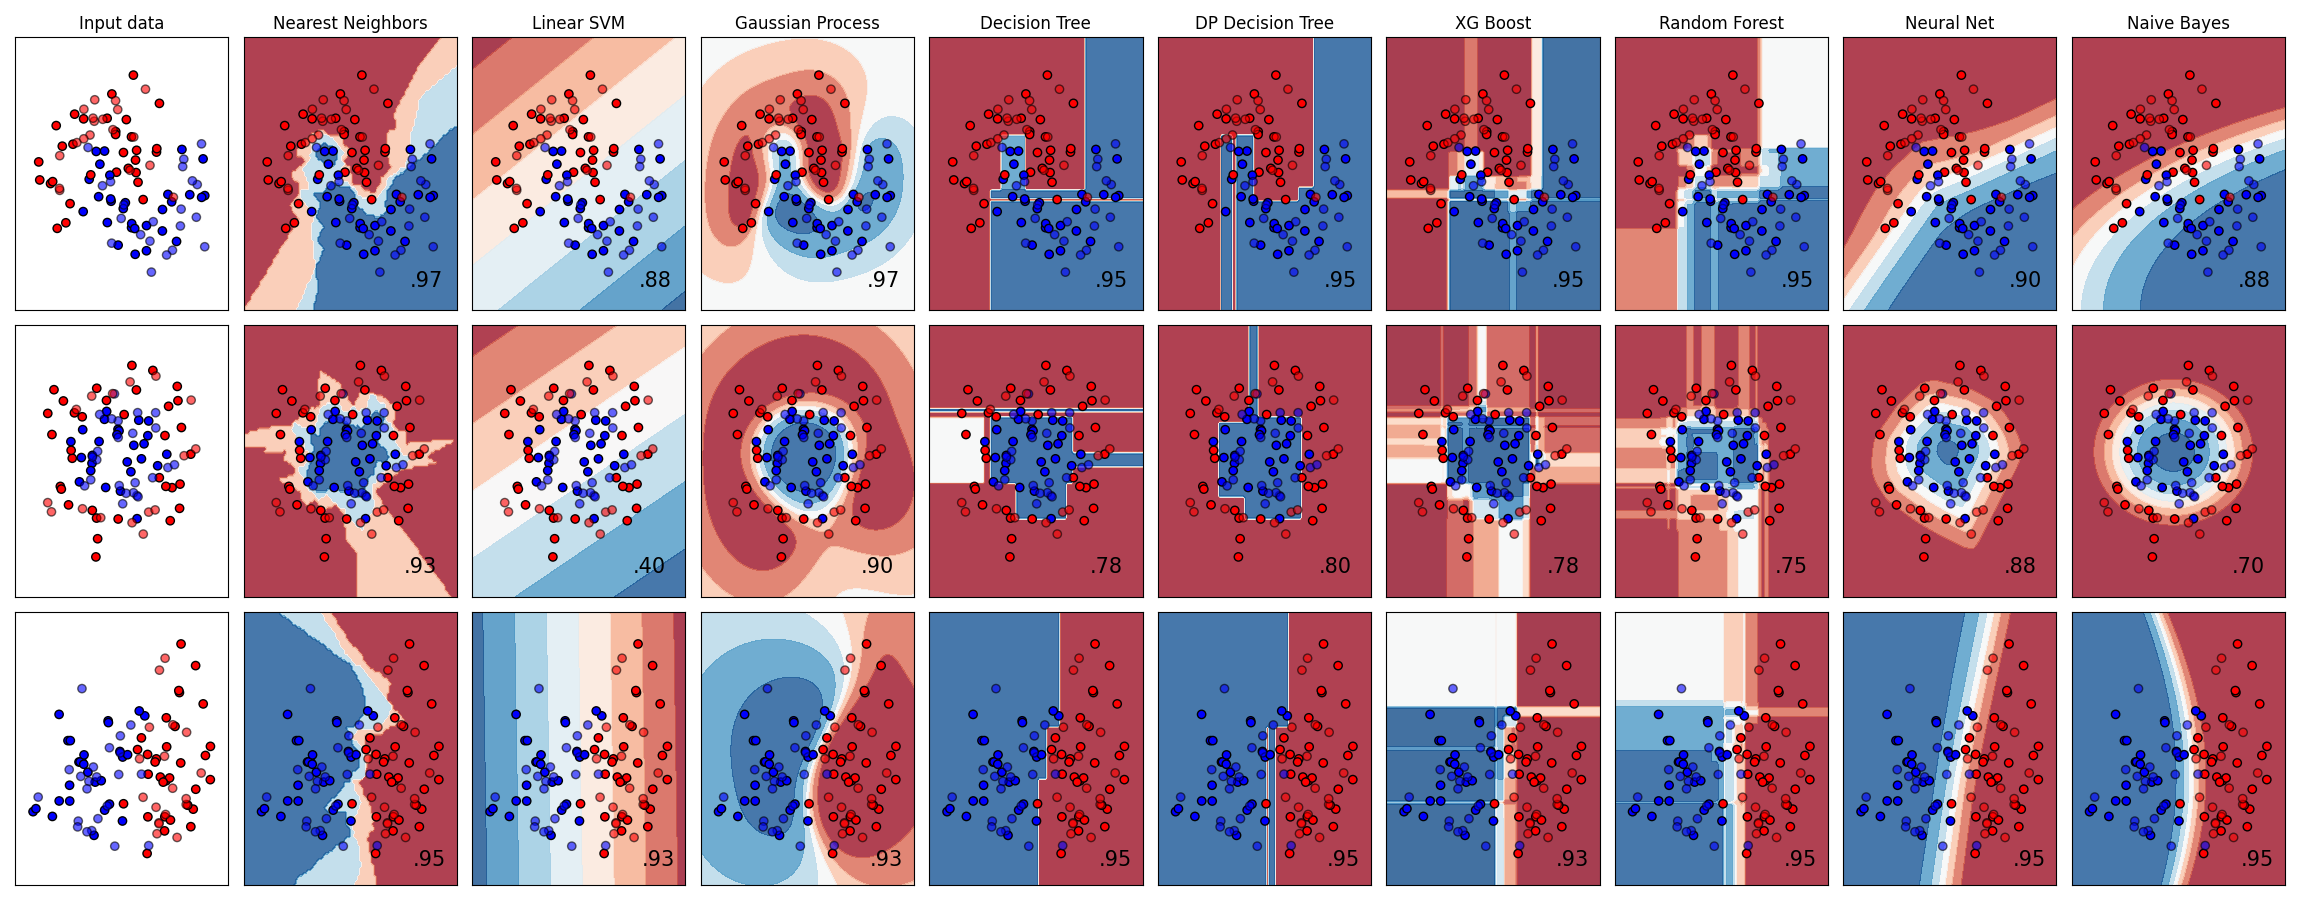 Input data Nearest Neighbors Linear SVM Gaussian Process Decision Tree DP Decision Tree XG Boost Random Forest Neural Net Naive Bayes
.97 .88 .97 .95 .95 .95 .95 .90 .88
.93 .40 .90 .78 .80 .78 .75 .88 .70
.95 .93 .93 .95 .95 .93 .95 .95 .95